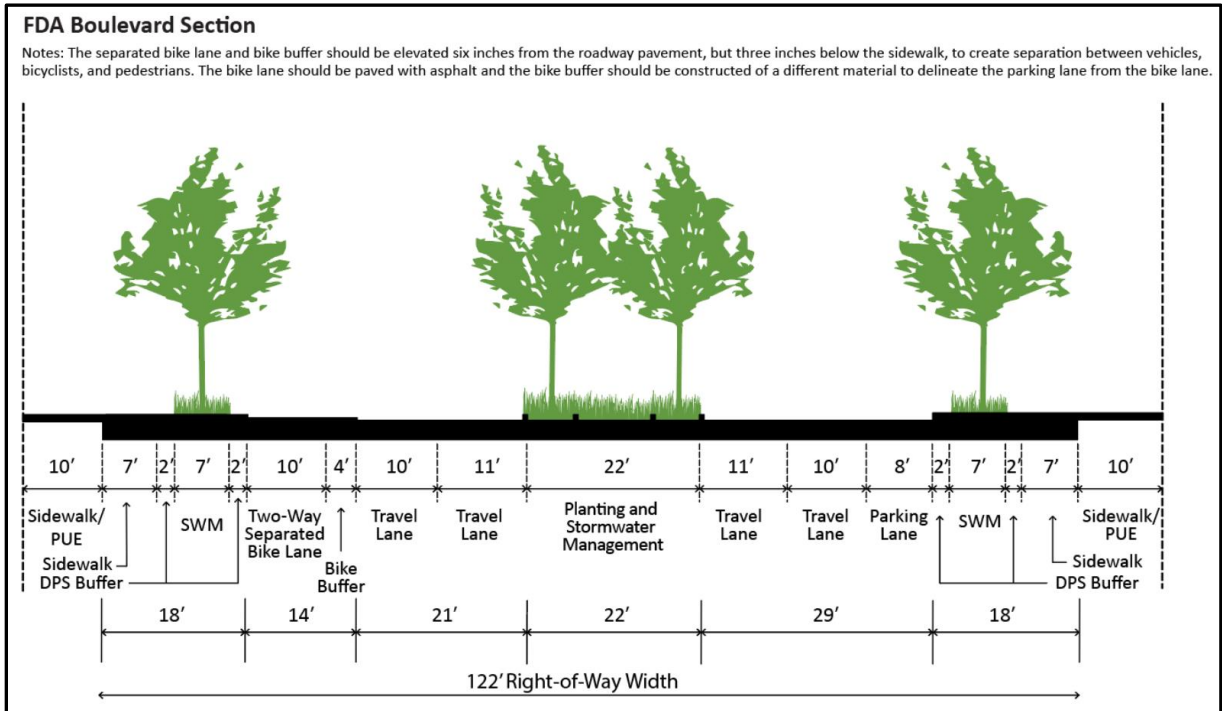 FDA Boulevard Section
Notes: The separated bike lane and bike buffer should be elevated six inches from the roadway pavement, but three inches below the sidewalk, to create separation between vehicles,
bicyclists, and pedestrians. The bike lane should be paved with asphalt and the bike buffer should be constructed of a different material to delineate the parking lane from the bike lane.
10′ 7′ 2′ 7′ 2′ 10′ 4′ 10′ 11′ 22′ 11′ 10′ 8′ 2′ 7′ 2′ 7′ 10′
Sidewalk/
PUE
Sidewalk
DPS Buffer
SWM
Two-Way
Separated
Bike Lane
Bike
Buffer
Travel
Lane
Travel
Lane
Planting and
Stormwater
Management
Travel
Lane
Travel
Lane
Parking
Lane
SWM
Sidewalk/
PUE
Sidewalk
DPS Buffer
18′ 14′ 21′ 22′ 29′ 18′
122′ Right-of-Way Width